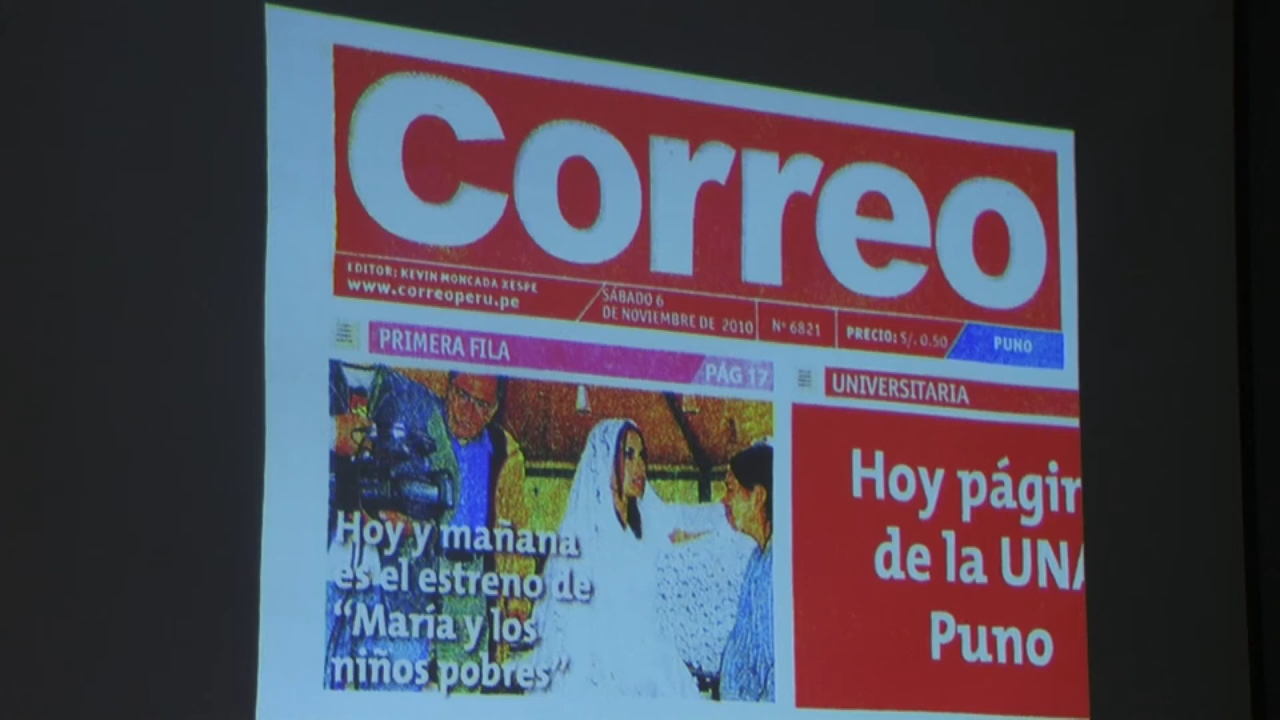 Correo
EDITOR: KEVIN MONCADA XESPE
www.correoperu.pe
SÁBADO 6
DE NOVIEMBRE DE 2010
Nº 6821
PRECIO: S/. 0.50
PUNO
PRIMERA FILA
PÁG 17
Hoy y mañana
es el estreno de
“María y los
niños pobres”
UNIVERSITARIA
Hoy págin
de la UNA
Puno